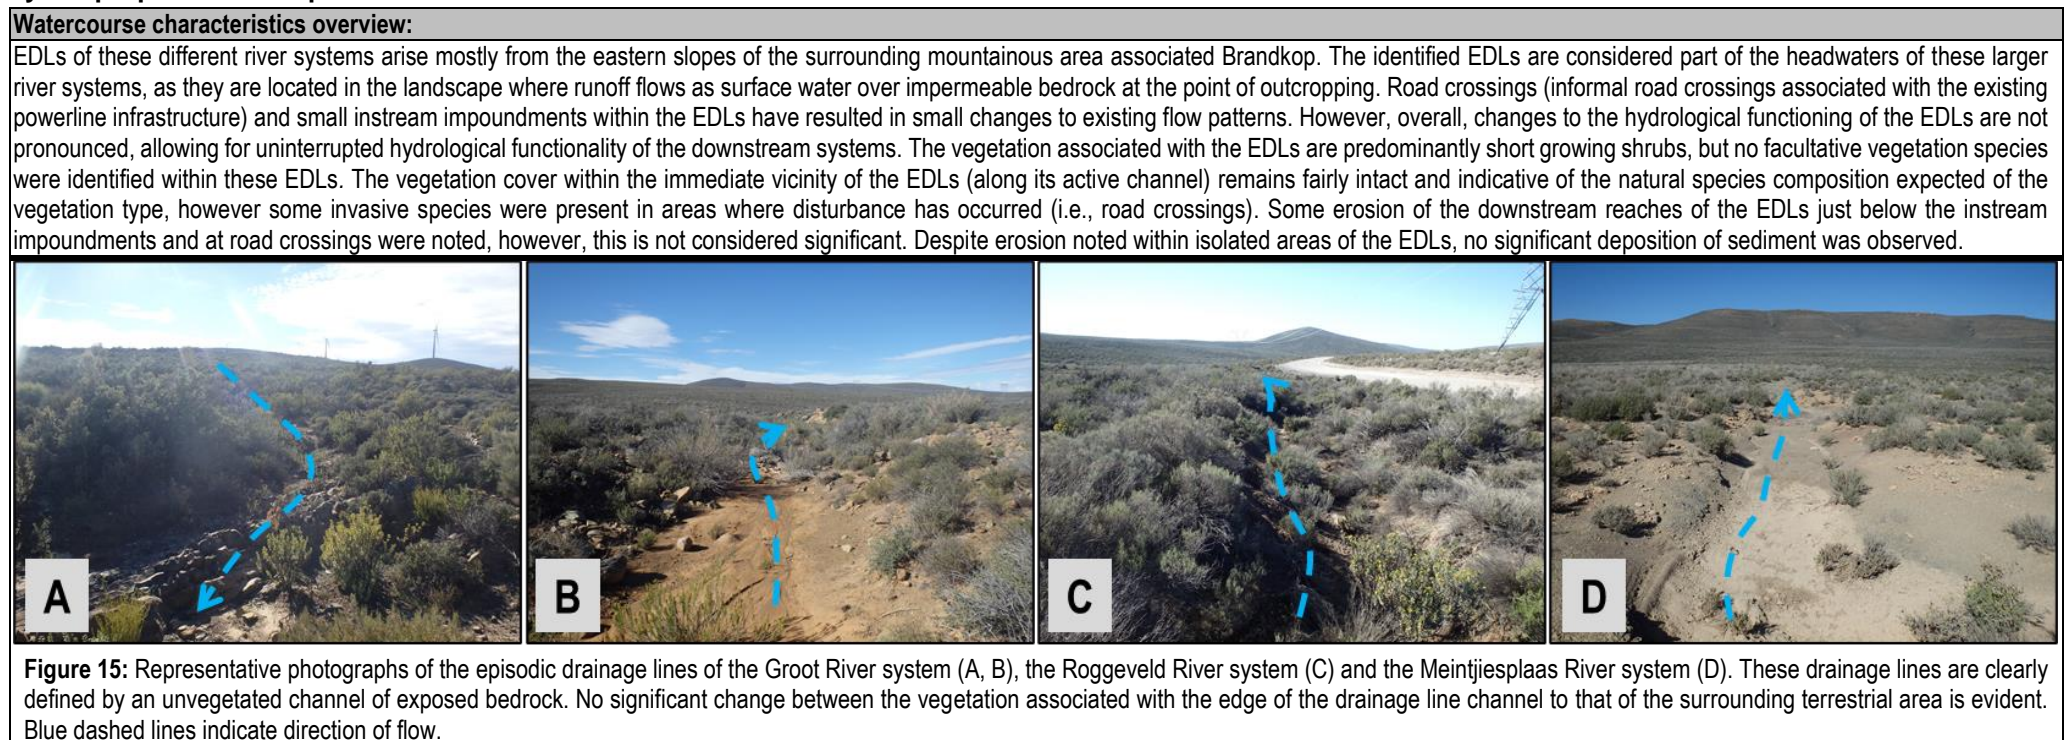 Watercourse characteristics overview:
EDLs of these different river systems arise mostly from the eastern slopes of the surrounding mountainous area associated Brandkop. The identified EDLs are considered part of the headwaters of these larger
river systems, as they are located in the landscape where runoff flows as surface water over impermeable bedrock at the point of outcropping. Road crossings (informal road crossings associated with the existing
powerline infrastructure) and small instream impoundments within the EDLs have resulted in small changes to existing flow patterns. However, overall, changes to the hydrological functioning of the EDLs are not
pronounced, allowing for uninterrupted hydrological functionality of the downstream systems. The vegetation associated with the EDLs are predominantly short growing shrubs, but no facultative vegetation species
were identified within these EDLs. The vegetation cover within the immediate vicinity of the EDLs (along its active channel) remains fairly intact and indicative of the natural species composition expected of the
vegetation type, however some invasive species were present in areas where disturbance has occurred (i.e., road crossings). Some erosion of the downstream reaches of the EDLs just below the instream
impoundments and at road crossings were noted, however, this is not considered significant. Despite erosion noted within isolated areas of the EDLs, no significant deposition of sediment was observed.
A
B
C
D
Figure 15: Representative photographs of the episodic drainage lines of the Groot River system (A, B), the Roggeveld River system (C) and the Meintjiesplaas River system (D). These drainage lines are clearly
defined by an unvegetated channel of exposed bedrock. No significant change between the vegetation associated with the edge of the drainage line channel to that of the surrounding terrestrial area is evident.
Blue dashed lines indicate direction of flow.